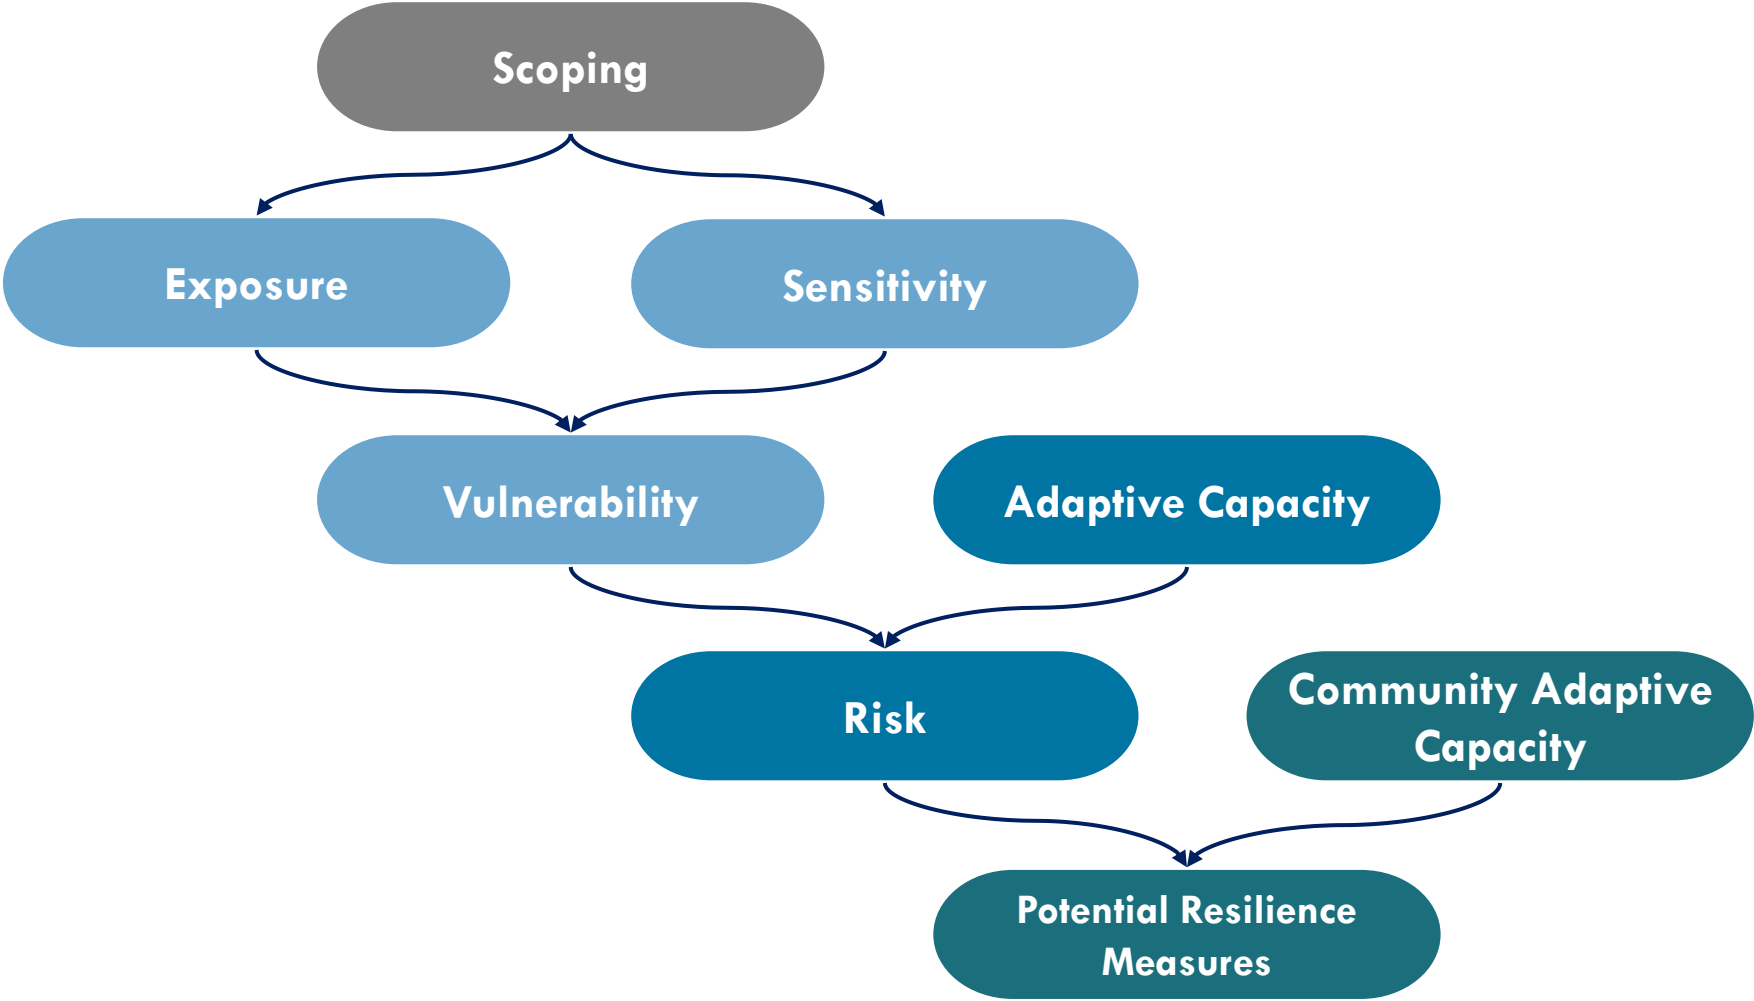 Scoping
Exposure
Sensitivity
Vulnerability
Adaptive Capacity
Risk
Community Adaptive
Capacity
Potential Resilience
Measures